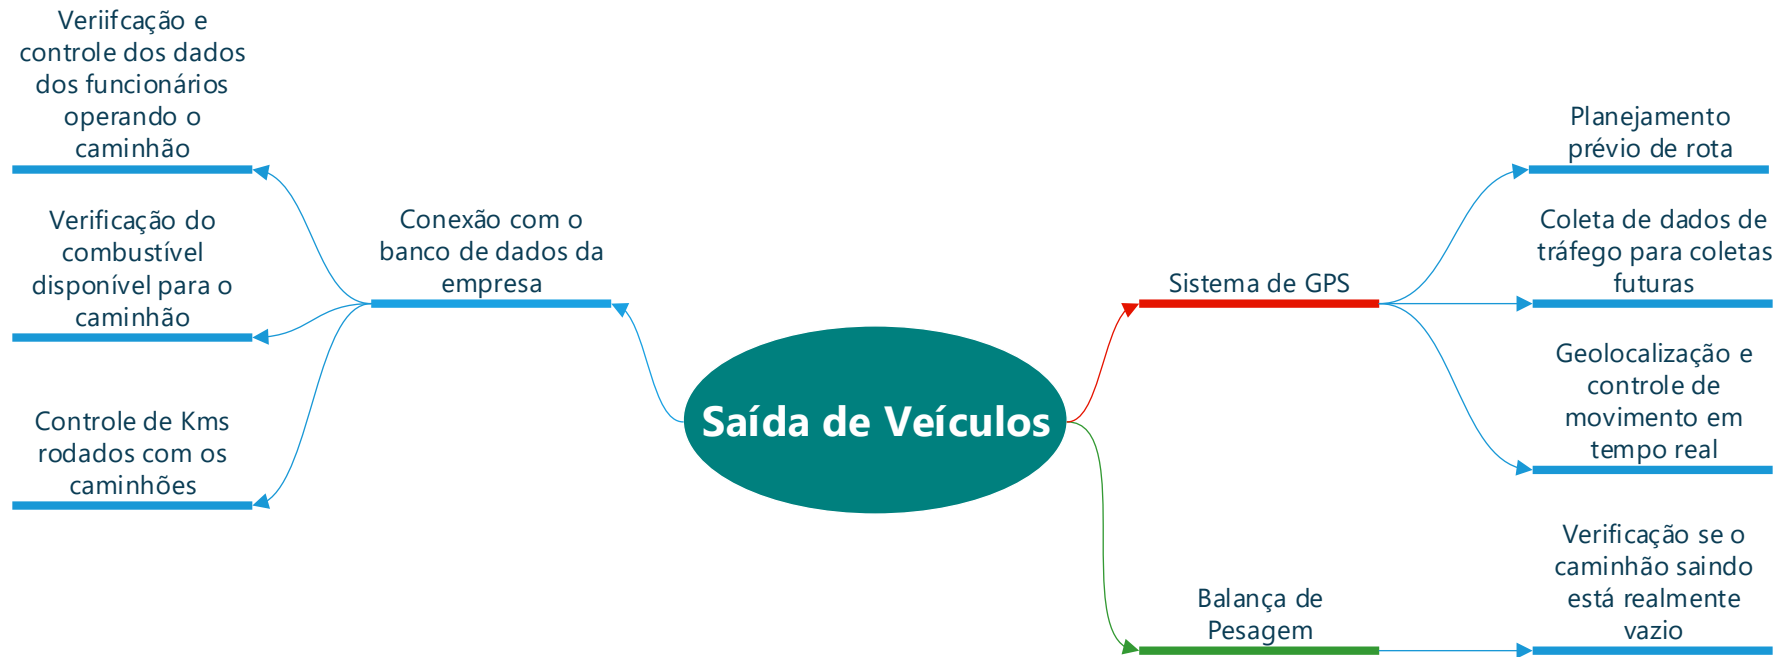 Veriifcação e
controle dos dados
dos funcionários
operando o
caminhão
Verificação do
combustível
disponível para o
caminhão
Controle de Kms
rodados com os
caminhões
Conexão com o
banco de dados da
empresa
Saída de Veículos
Sistema de GPS
Planejamento
prévio de rota
Coleta de dados de
tráfego para coletas
futuras
Geolocalização e
controle de
movimento em
tempo real
Balança de
Pesagem
Verificação se o
caminhão saindo
está realmente
vazio